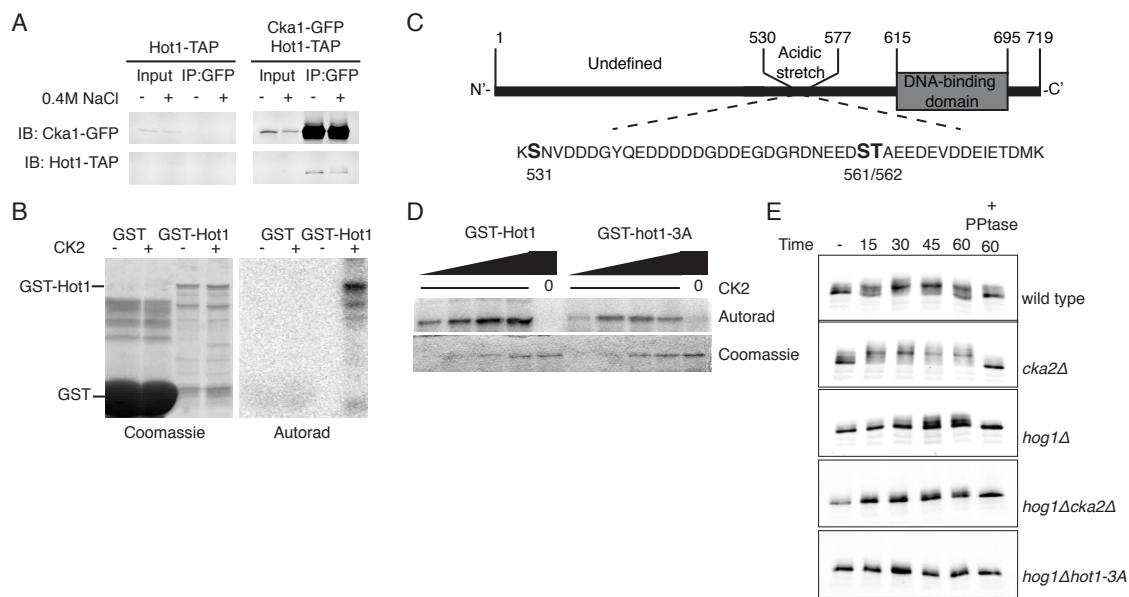 A
Hot1-TAP
Cka1-GFP
Hot1-TAP
Input IP:GFP
Input IP:GFP
0.4M NaCl - + - + - + - +
IB: Cka1-GFP
IB: Hot1-TAP
B
GST GST-Hot1 GST GST-Hot1
CK2 - + - + - + - +
GST-Hot1
GST
Coomassie Autorad
C
1 530 577 615 695 719
Undefined
Acidic
stretch
N'- DNA-binding
domain -C'
KSNVDDDGYQEDDDDDGDDEGDGRDNEEDSTAEEDEVDDEIETDMK
531 561/562
D
GST-Hot1 GST-hot1-3A
0 0 CK2
Autorad
Coomassie
E
+
PPtase
Time - 15 30 45 60 60
wild type
cka2Δ
hog1Δ
hog1Δcka2Δ
hog1Δhot1-3A